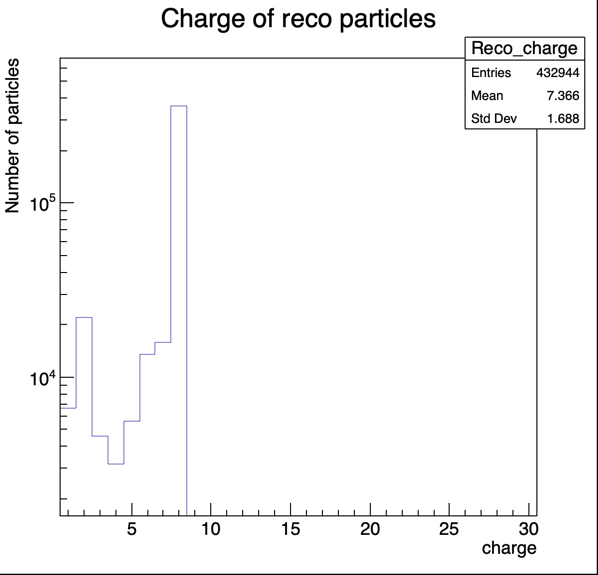 Charge of reco particles
Reco_charge
Entries 432944
Mean 7.366
Std Dev 1.688
Number of particles
10^5
10^4
5 10 15 20 25 30
charge